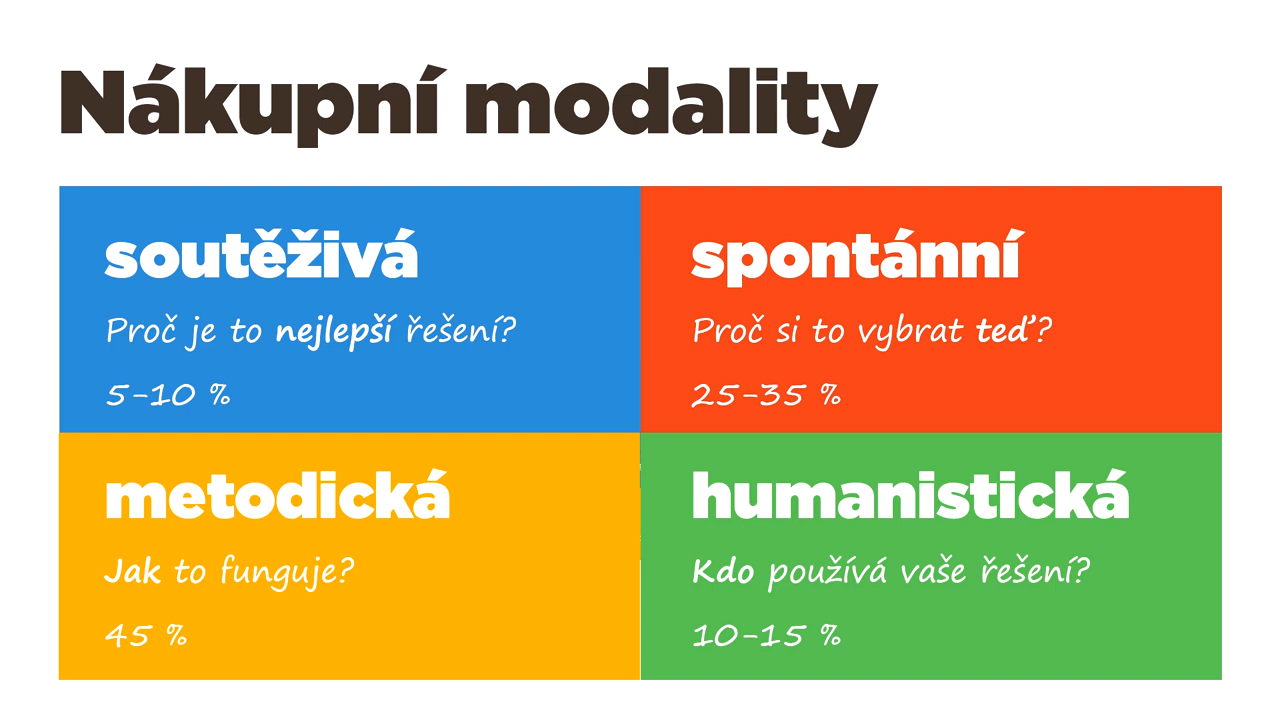 Nákupní modality
soutěživá
Proč je to nejlepší řešení?
5-10 %
spontánní
Proč si to vybrat teď?
25-35 %
metodická
Jak to funguje?
45 %
humanistická
Kdo používá vaše řešení?
10-15 %